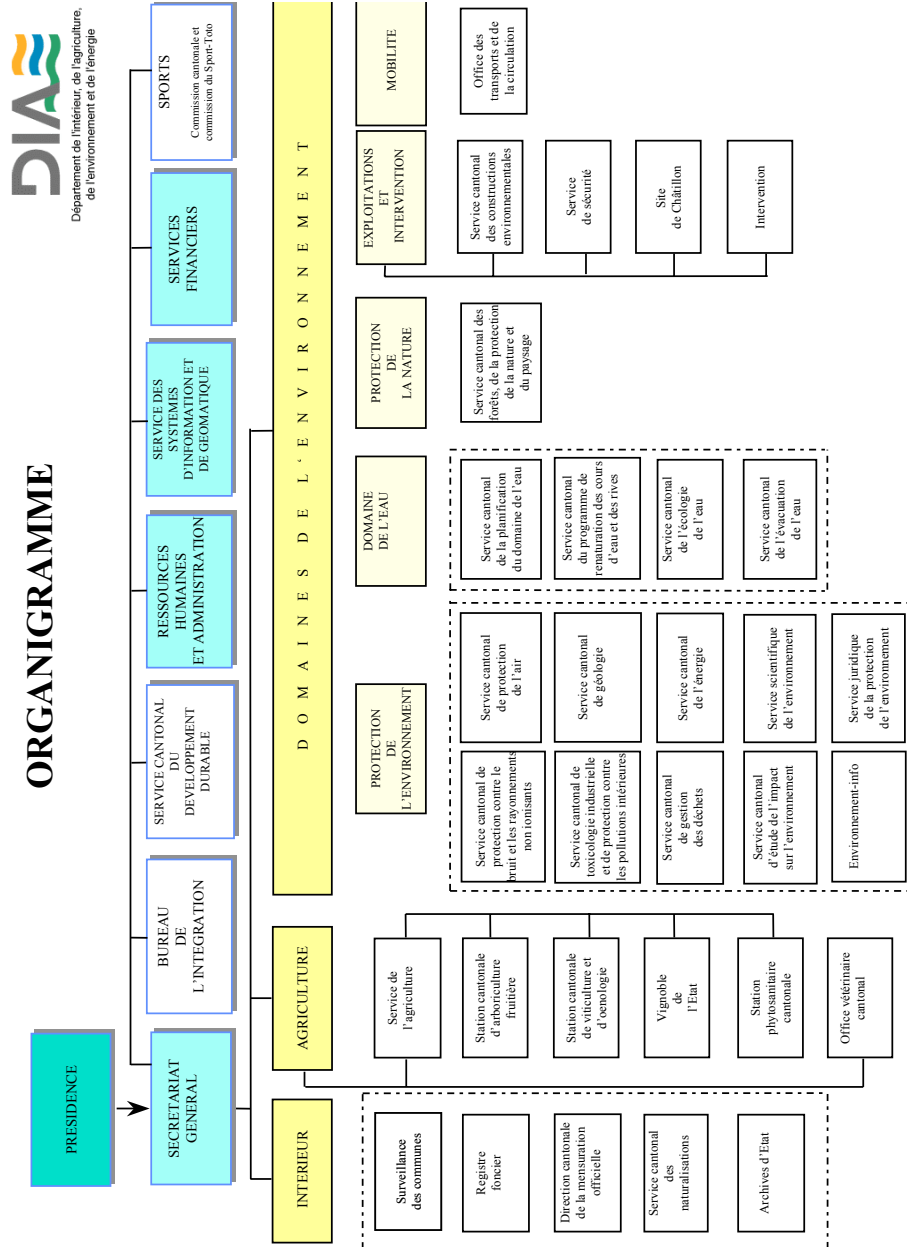 ORGANIGRAMME
DIAE
Département de l'intérieur, de l'agriculture,
de l'environnement et de l'énergie
PRESIDENCE
SECRETARIAT
GENERAL
BUREAU
DE
L'INTEGRATION
SERVICE CANTONAL
DU
DEVELOPPEMENT
DURABLE
RESSOURCES
HUMAINES
ET ADMINISTRATION
SERVICE DES
SYSTEMES
D'INFORMATION ET
DE GEOMATIQUE
SERVICES
FINANCIERS
SPORTS
Commission cantonale et
commission du Sport-Toto
INTERIEUR
AGRICULTURE
DOMAINES DE L‘ENVIRONNEMENT
Surveillance
des communes
Registre
foncier
Direction cantonale
de la mensuration
officielle
Service cantonal
des
naturalisations
Archives d'Etat
Service de
l'agriculture
Station cantonale
d'arboriculture
fruitière
Station cantonale
de viticulture et
d'oenologie
Vignoble
de
l'Etat
Station
phytosanitaire
cantonale
Office vétérinaire
cantonal
PROTECTION
DE
L'ENVIRONNEMENT
Service cantonal de
protection contre le
bruit et les rayonnements
non ionisants
Service cantonal de
toxicologie industrielle
et de protection contre
les pollutions intérieures
Service cantonal
de gestion
des déchets
Service cantonal
d'étude de l'impact
sur l'environnement
Environnement-info
Service cantonal
de protection
de l'air
Service cantonal
de géologie
Service cantonal
de l'énergie
Service scientifique
de l'environnement
Service juridique
de la protection
de l'environnement
DOMAINE
DE L'EAU
Service cantonal
de la planification
du domaine de l'eau
Service cantonal
du programme de
renaturation des cours
d'eau et des rives
Service cantonal
de l'écologie
de l'eau
Service cantonal
de l'évacuation
de l'eau
PROTECTION
DE
LA NATURE
Service cantonal des
forêts, de la protection
de la nature et
du paysage
EXPLOITATIONS
ET
INTERVENTION
Service cantonal
des constructions
environnementales
Service
de sécurité
Site
de Châtillon
Intervention
MOBILITE
Office des
transports et de
la circulation